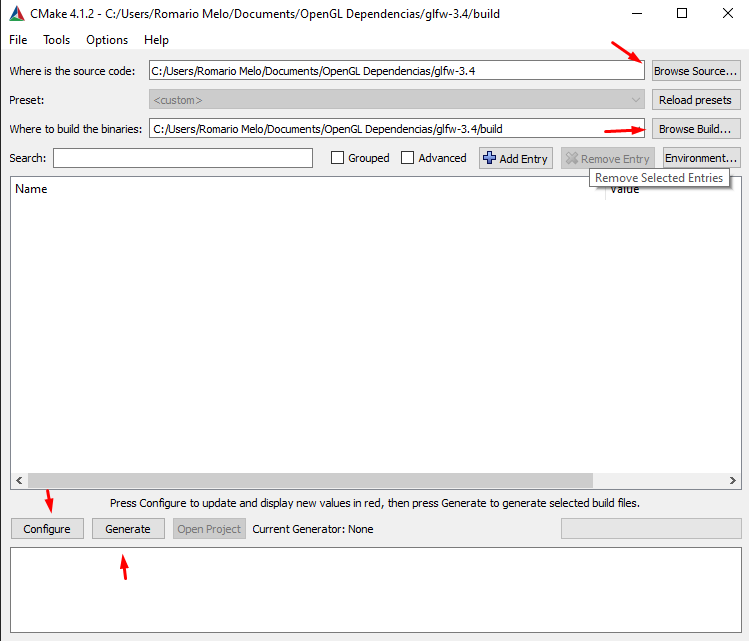 CMake 4.1.2 - C:/Users/Romario Melo/Documents/OpenGL Dependencias/glfw-3.4/build
File Tools Options Help
Where is the source code: C:/Users/Romario Melo/Documents/OpenGL Dependencias/glfw-3.4 Browse Source...
Preset: <custom> Reload presets
Where to build the binaries: C:/Users/Romario Melo/Documents/OpenGL Dependencias/glfw-3.4/build Browse Build...
Search: Grouped Advanced Add Entry Remove Entry Environment...
Remove Selected Entries
Name Value
Press Configure to update and display new values in red, then press Generate to generate selected build files.
Configure Generate Open Project Current Generator: None